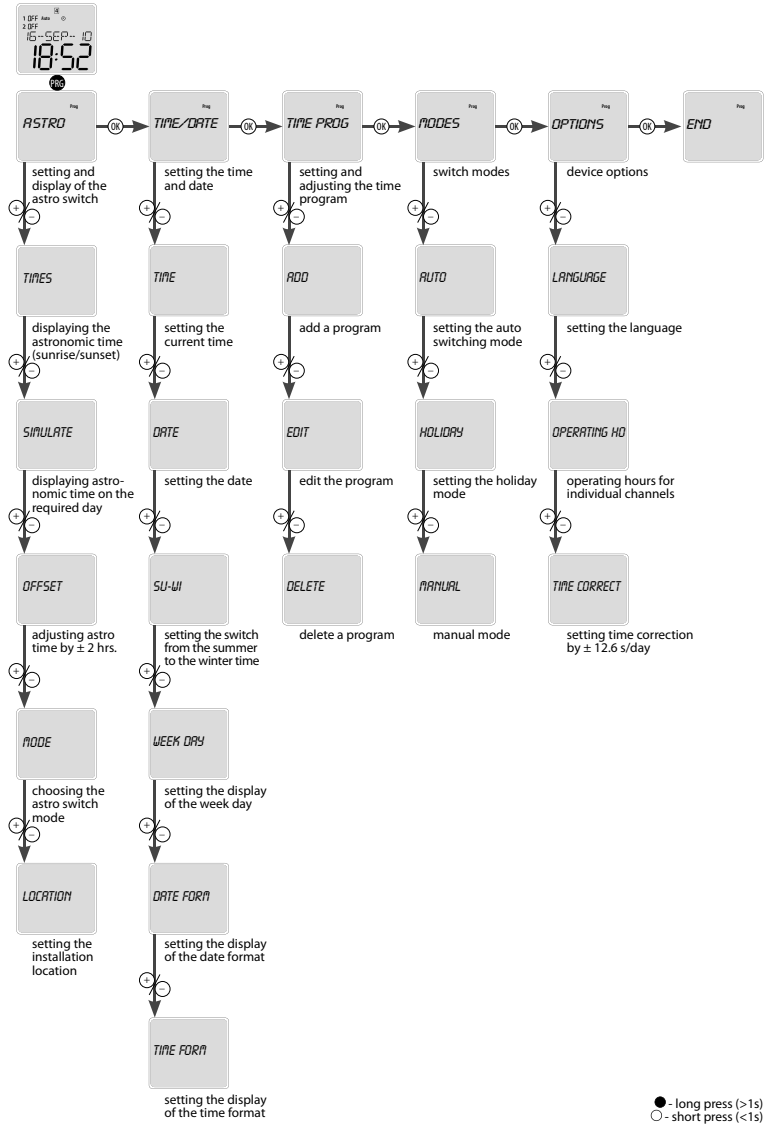 1 OFF Auto
2 OFF
16-SEP-10
18:52
PRG
Prog
ASTRO
OK
Prog
TIME/DATE
OK
Prog
TIME PROG
OK
Prog
MODES
OK
Prog
OPTIONS
OK
Prog
END
setting and
display of the
astro switch
+
−
setting the time
and date
+
−
setting and
adjusting the time
program
+
−
switch modes
+
−
device options
+
−
TIMES
TIME
ADD
AUTO
LANGUAGE
displaying the
astronomic time
(sunrise/sunset)
+
−
setting the
current time
+
−
add a program
+
−
setting the auto
switching mode
+
−
setting the language
+
−
SIMULATE
DATE
EDIT
HOLIDAY
OPERATING HO
displaying astro-
nomic time on the
required day
+
−
setting the date
+
−
edit the program
+
−
setting the holiday
mode
+
−
operating hours for
individual channels
+
−
OFFSET
SU-WI
DELETE
MANUAL
TIME CORRECT
adjusting astro
time by ± 2 hrs.
+
−
setting the switch
from the summer
to the winter time
+
−
delete a program
manual mode
setting time correction
by ± 12.6 s/day
MODE
WEEK DAY
choosing the
astro switch
mode
+
−
setting the display
of the week day
+
−
LOCATION
DATE FORM
setting the
installation
location
setting the display
of the date format
+
−
TIME FORM
setting the display
of the time format
- long press (>1s)
- short press (<1s)